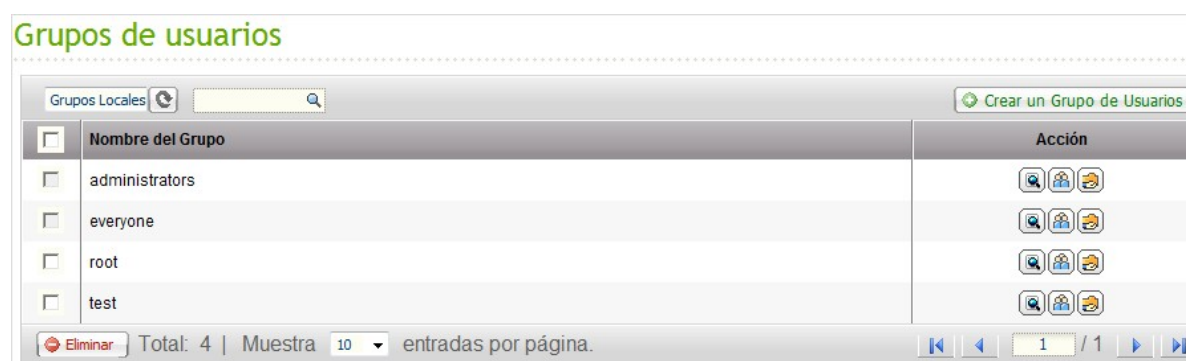 Grupos de usuarios
Grupos Locales Crear un Grupo de Usuarios
Nombre del Grupo Acción
administrators
everyone
root
test
Eliminar Total: 4 | Muestra 10 entradas por página. 1 / 1